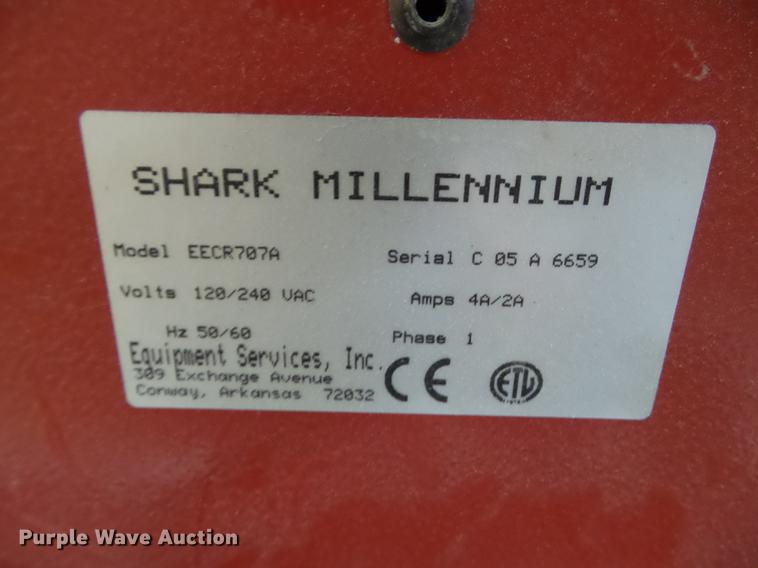 SHARK MILLENNIUM
Model EECR707A Serial C 05 A 6659
Volts 120/240 VAC Amps 4A/2A
Hz 50/60 Phase 1
Equipment Services, Inc.
309 Exchange Avenue
Conway, Arkansas 72032
CE ETL
Purple Wave Auction